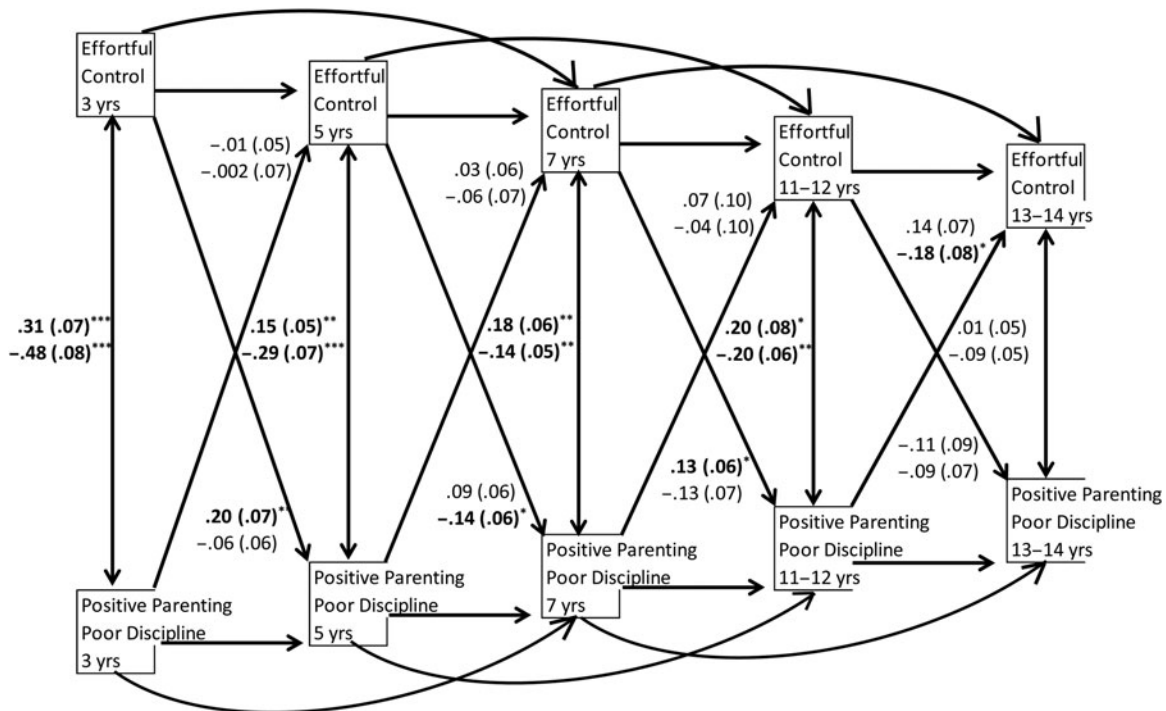 Effortful
Control
3 yrs
Effortful
Control
5 yrs
Effortful
Control
7 yrs
Effortful
Control
11–12 yrs
Effortful
Control
13–14 yrs
−.01 (.05)
−.002 (.07)
.03 (.06)
−.06 (.07)
.07 (.10)
−.04 (.10)
.14 (.07)
−.18 (.08)*
.31 (.07)***
−.48 (.08)***
.15 (.05)**
−.29 (.07)***
.18 (.06)**
−.14 (.05)**
.20 (.08)*
−.20 (.06)**
.01 (.05)
−.09 (.05)
.20 (.07)*
−.06 (.06)
.09 (.06)
−.14 (.06)*
.13 (.06)*
−.13 (.07)
−.11 (.09)
−.09 (.07)
Positive Parenting
Poor Discipline
3 yrs
Positive Parenting
Poor Discipline
5 yrs
Positive Parenting
Poor Discipline
7 yrs
Positive Parenting
Poor Discipline
11–12 yrs
Positive Parenting
Poor Discipline
13–14 yrs